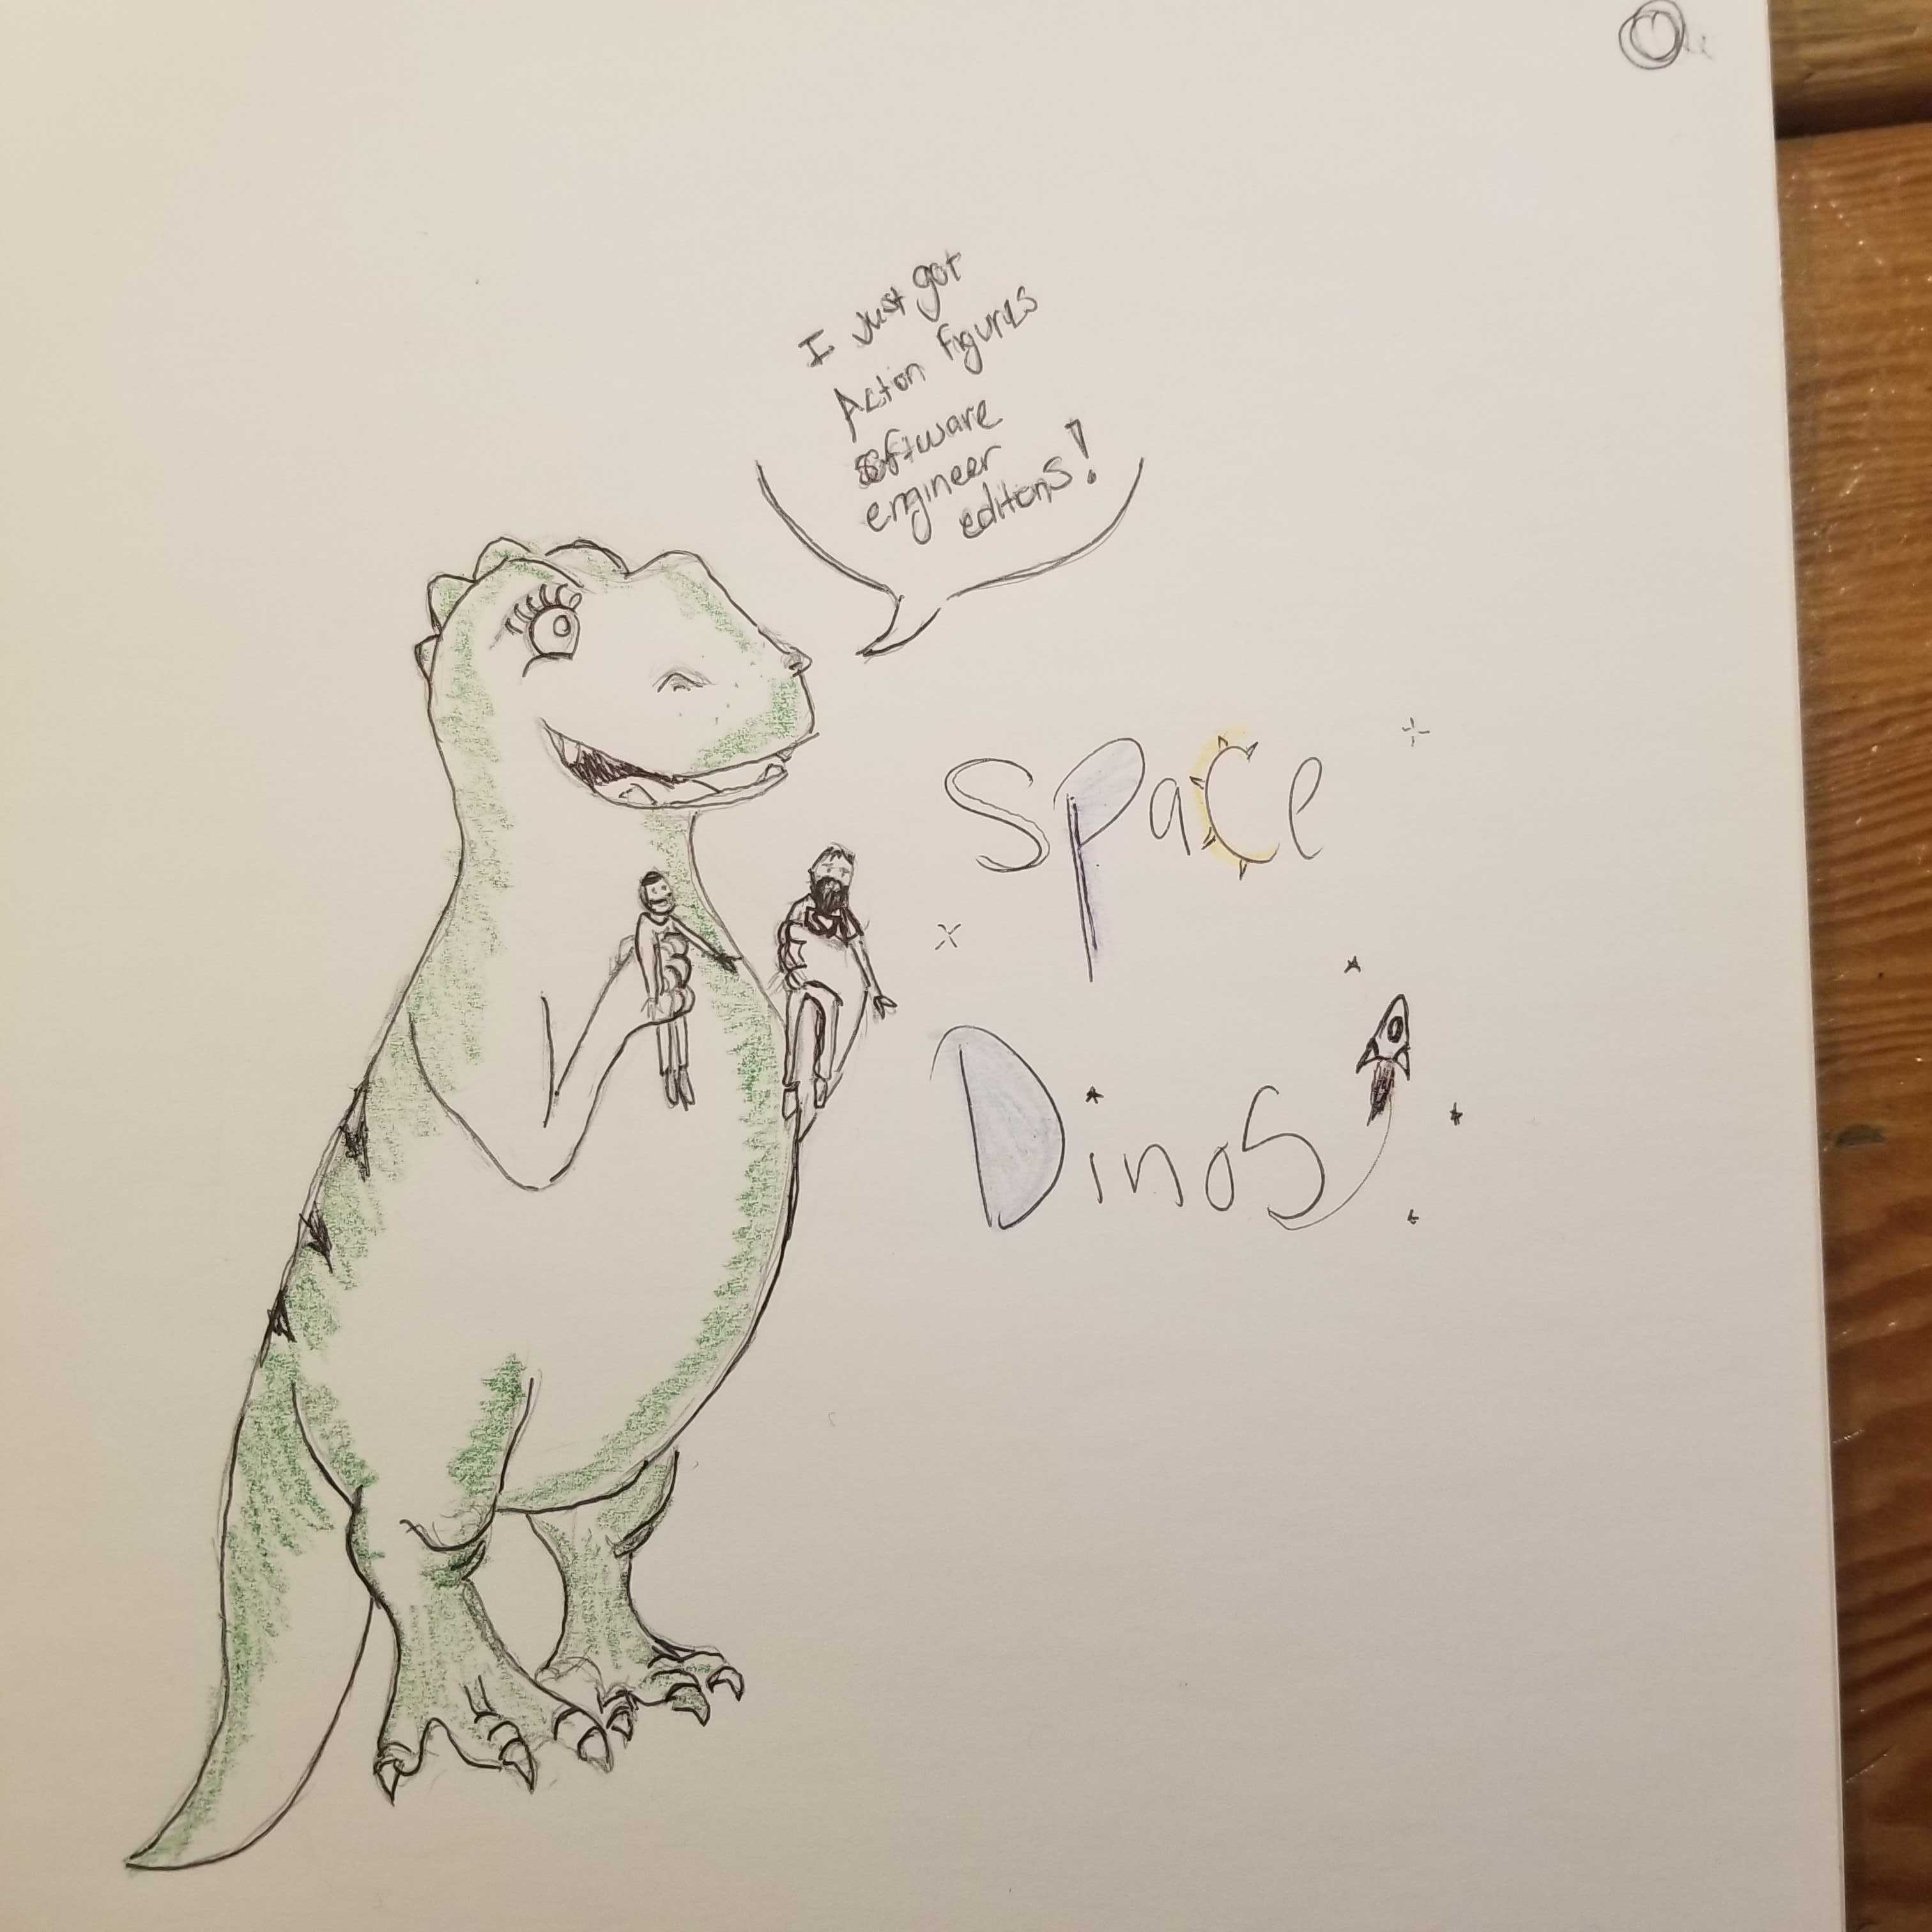 I Just got
Action Figures
software
engineer
editions!
Space
Dinos